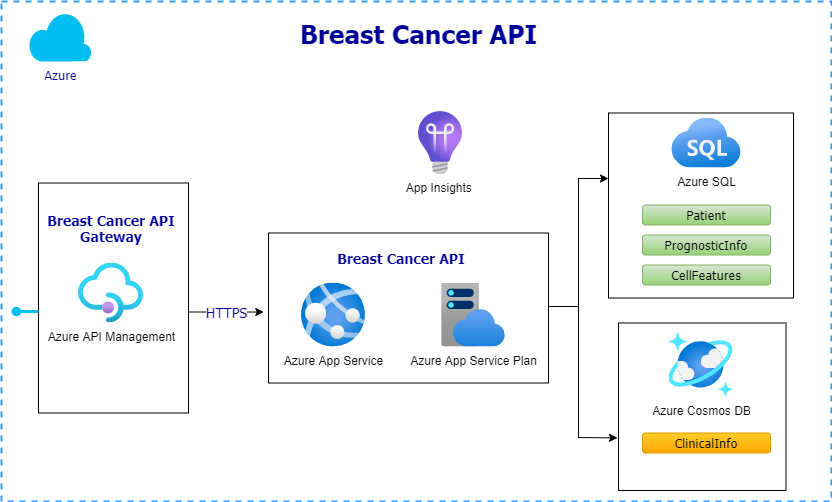 Breast Cancer API
Azure
App Insights
SQL
Azure SQL
Patient
PrognosticInfo
CellFeatures
Breast Cancer API
Gateway
Azure API Management
HTTPS
Breast Cancer API
Azure App Service
Azure App Service Plan
Azure Cosmos DB
ClinicalInfo